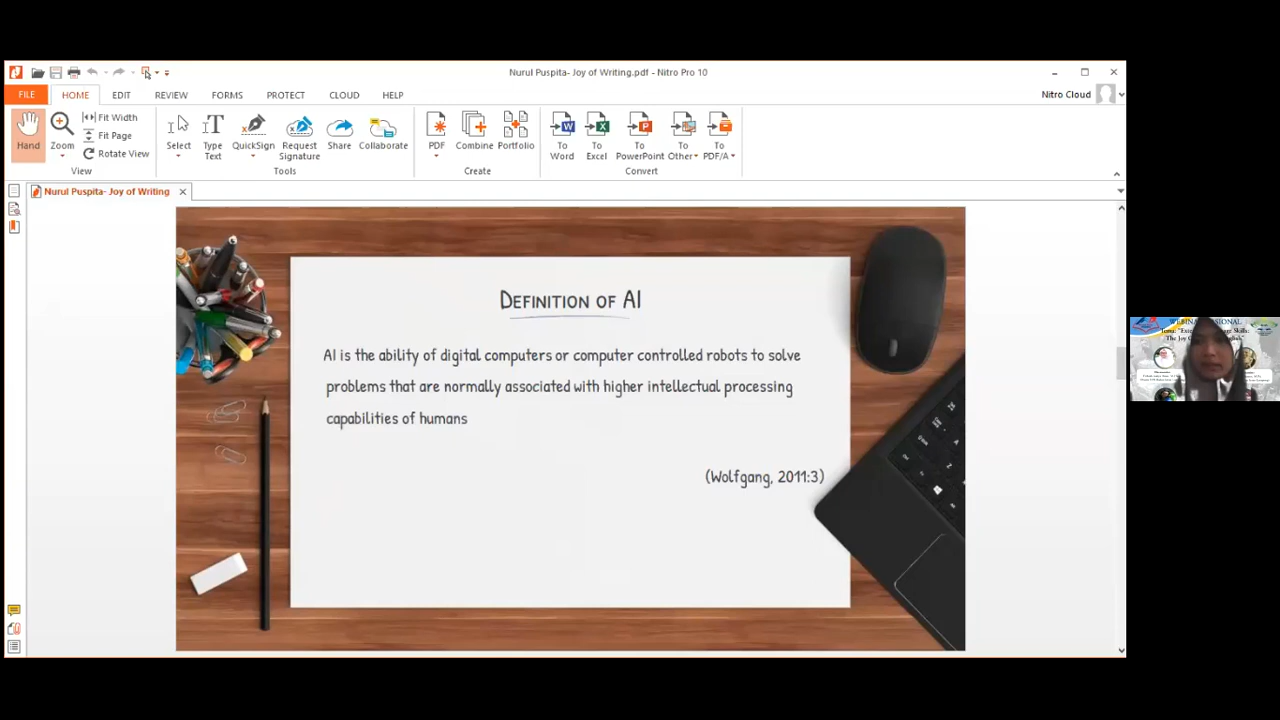 Nurul Puspita- Joy of Writing.pdf - Nitro Pro 10
FILE HOME EDIT REVIEW FORMS PROTECT CLOUD HELP
Nitro Cloud
Hand
Zoom
Fit Width
Fit Page
Rotate View
View
Select
Type
Text
QuickSign
Request
Signature
Share
Collaborate
Tools
PDF
Combine
Portfolio
Create
To
Word
To
Excel
To
PowerPoint
To
Other
To
PDF/A
Convert
Nurul Puspita- Joy of Writing
DEFINITION OF AI
AI is the ability of digital computers or computer controlled robots to solve
problems that are normally associated with higher intellectual processing
capabilities of humans
(Wolfgang, 2011:3)